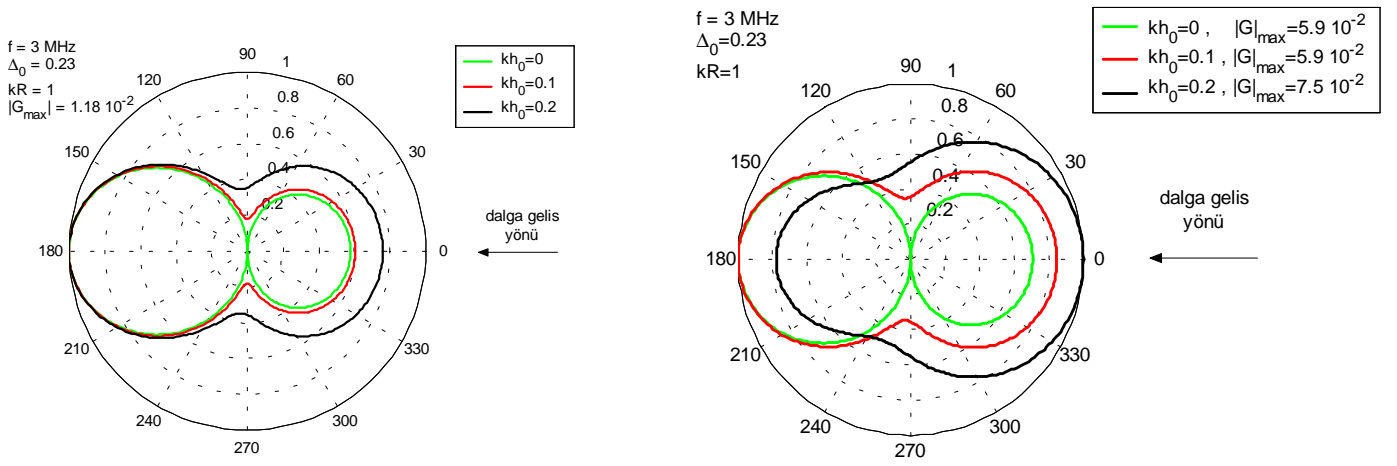 f = 3 MHz
Δ0 = 0.23
kR = 1
|Gmax| = 1.18 10-2
kh0=0
kh0=0.1
kh0=0.2
90
1
120
60
0.8
0.6
150
0.4
0.2
180
0
210
330
240
300
270
dalga gelis
yönü
f = 3 MHz
Δ0=0.23
kR=1
kh0=0 , |G|max=5.9 10-2
kh0=0.1 , |G|max=5.9 10-2
kh0=0.2 , |G|max=7.5 10-2
90
1
120
60
0.8
0.6
150
30
0.4
0.2
180
0
210
330
240
300
270
dalga gelis
yönü